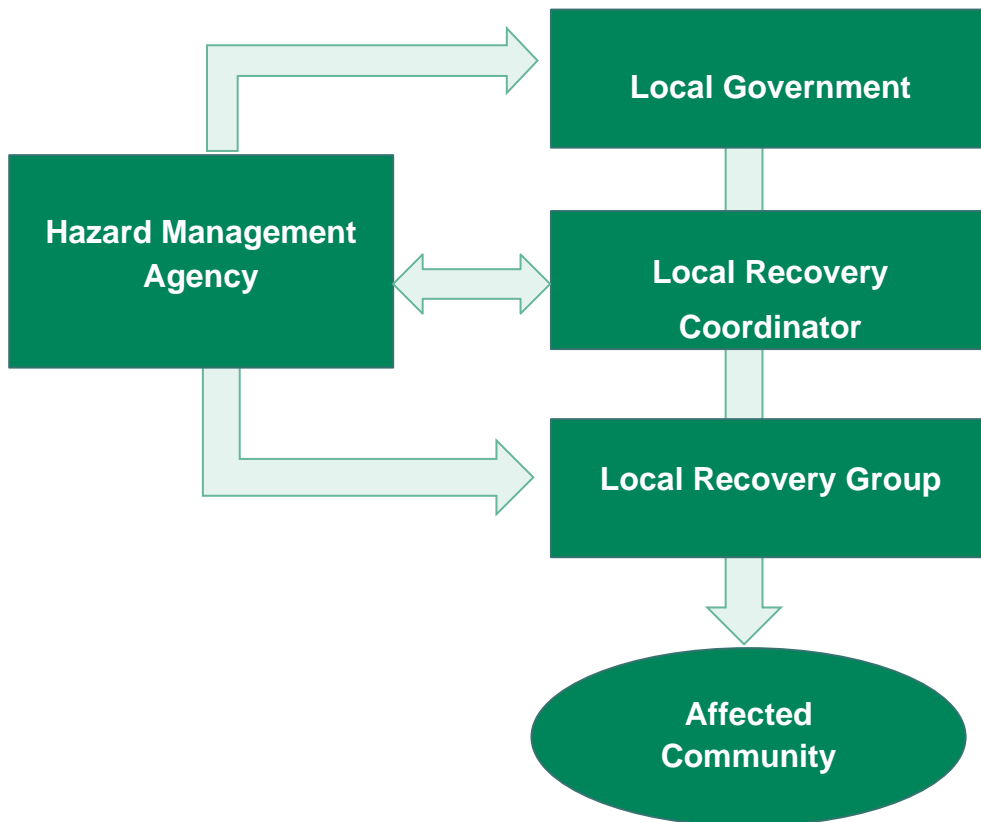 Local Government
Hazard Management
Agency
Local Recovery
Coordinator
Local Recovery Group
Affected
Community